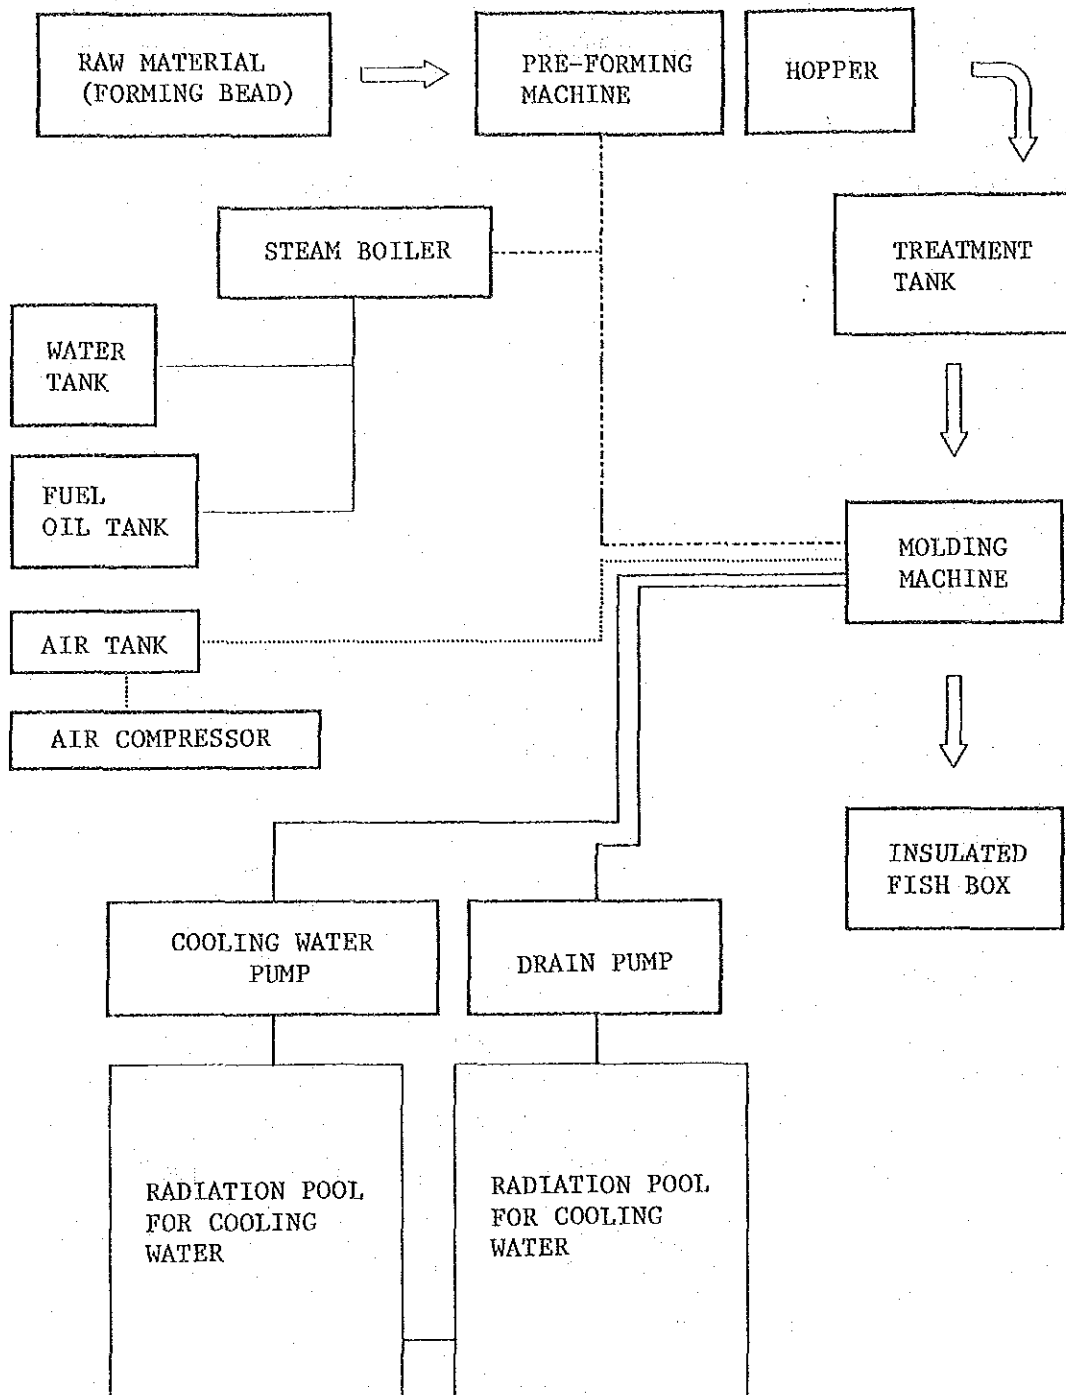 RAW MATERIAL
(FORMING BEAD)
PRE-FORMING
MACHINE
HOPPER
STEAM BOILER
TREATMENT
TANK
WATER
TANK
FUEL
OIL TANK
MOLDING
MACHINE
AIR TANK
AIR COMPRESSOR
INSULATED
FISH BOX
COOLING WATER
PUMP
DRAIN PUMP
RADIATION POOL
FOR COOLING
WATER
RADIATION POOL
FOR COOLING
WATER